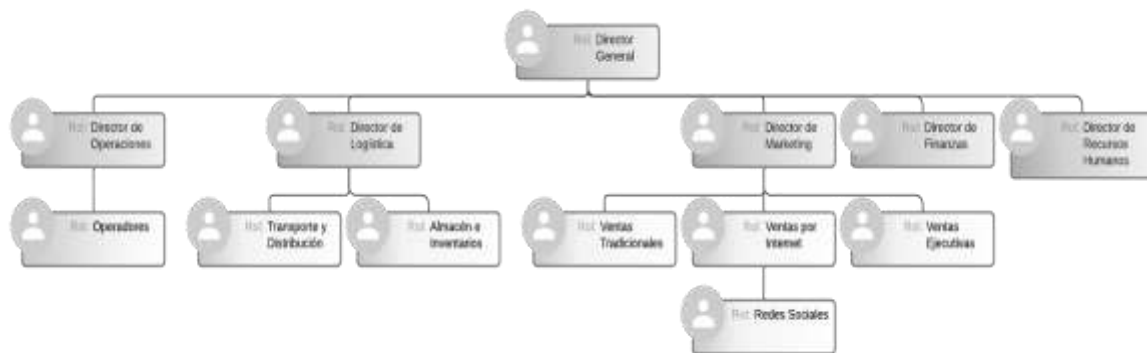 Rol: Director
General
Rol: Director de
Operaciones
Rol: Director de
Logística
Rol: Director de
Marketing
Rol: Director de
Finanzas
Rol: Director de
Recursos
Humanos
Rol: Operadores
Rol: Transporte y
Distribución
Rol: Almacén e
Inventarios
Rol: Ventas
Tradicionales
Rol: Ventas por
Internet
Rol: Ventas
Ejecutivas
Rol: Redes Sociales